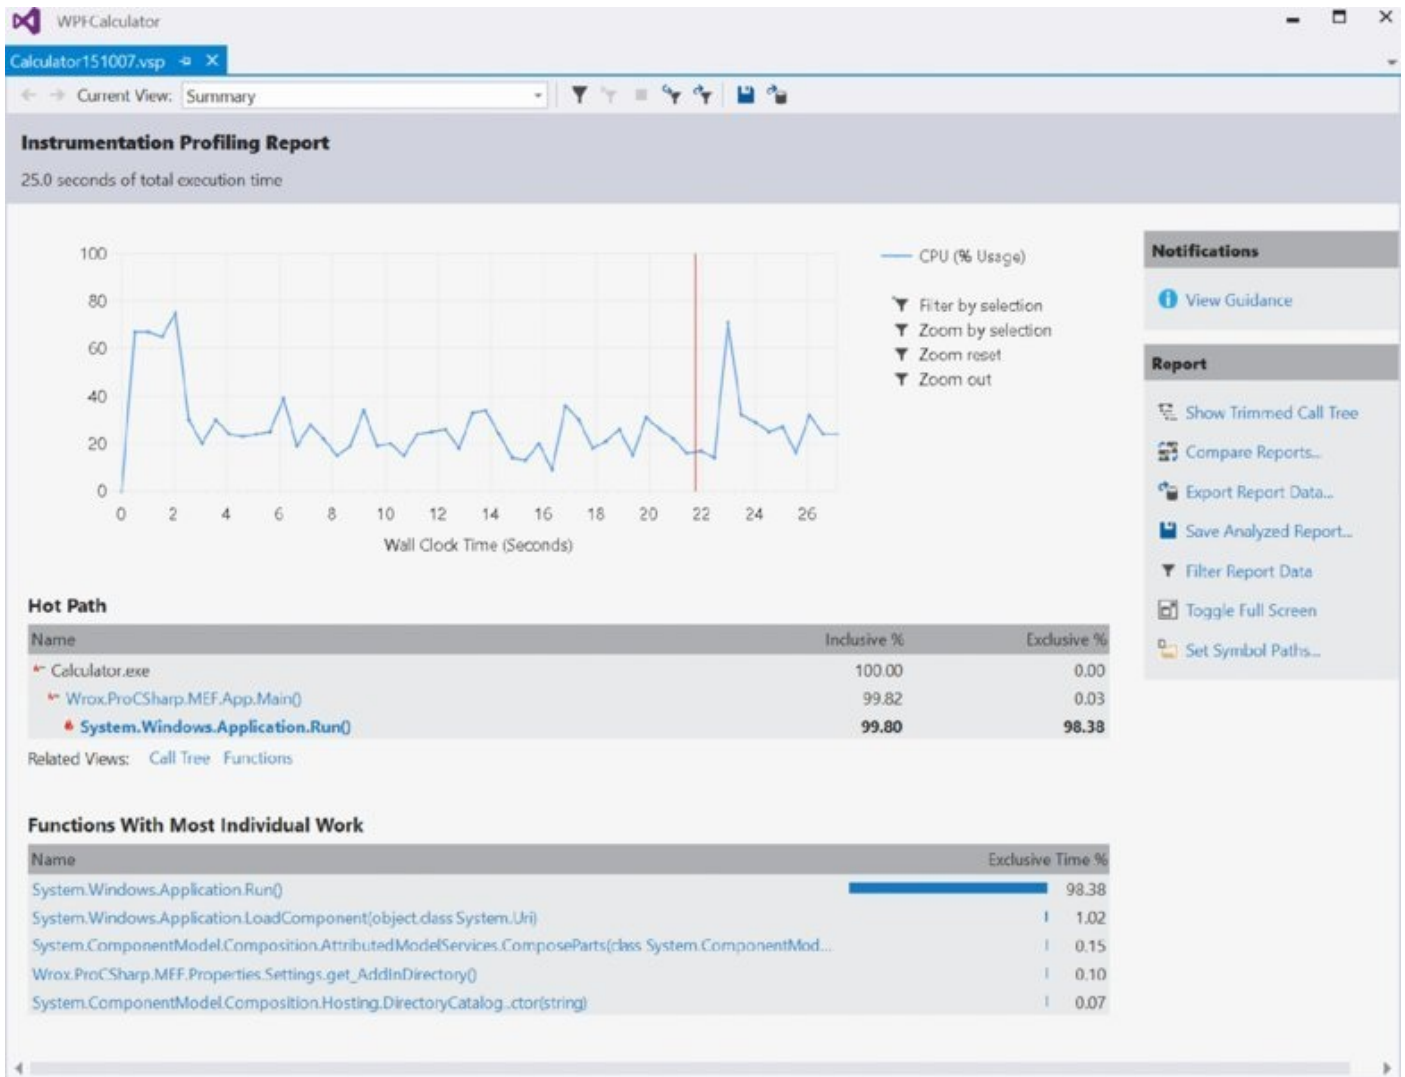 WPFCalculator
Calculator151007.vsp
Current View: Summary
Instrumentation Profiling Report
25.0 seconds of total execution time
100
80
60
40
20
0
0 2 4 6 8 10 12 14 16 18 20 22 24 26
Wall Clock Time (Seconds)
CPU (% Usage)
Filter by selection
Zoom by selection
Zoom reset
Zoom out
Notifications
View Guidance
Report
Show Trimmed Call Tree
Compare Reports...
Export Report Data...
Save Analyzed Report...
Filter Report Data
Toggle Full Screen
Set Symbol Paths...
Hot Path
Name Inclusive % Exclusive %
Calculator.exe 100.00 0.00
Wrox.ProCSharp.MEF.App.Main() 99.82 0.03
System.Windows.Application.Run() 99.80 98.38
Related Views: Call Tree Functions
Functions With Most Individual Work
Name Exclusive Time %
System.Windows.Application.Run() 98.38
System.Windows.Application.LoadComponent(object,class System.Uri) 1.02
System.ComponentModel.Composition.AttributedModelServices.ComposeParts(class System.ComponentMod... 0.15
Wrox.ProCSharp.MEF.Properties.Settings.get_AddInDirectory() 0.10
System.ComponentModel.Composition.Hosting.DirectoryCatalog..ctor(string) 0.07